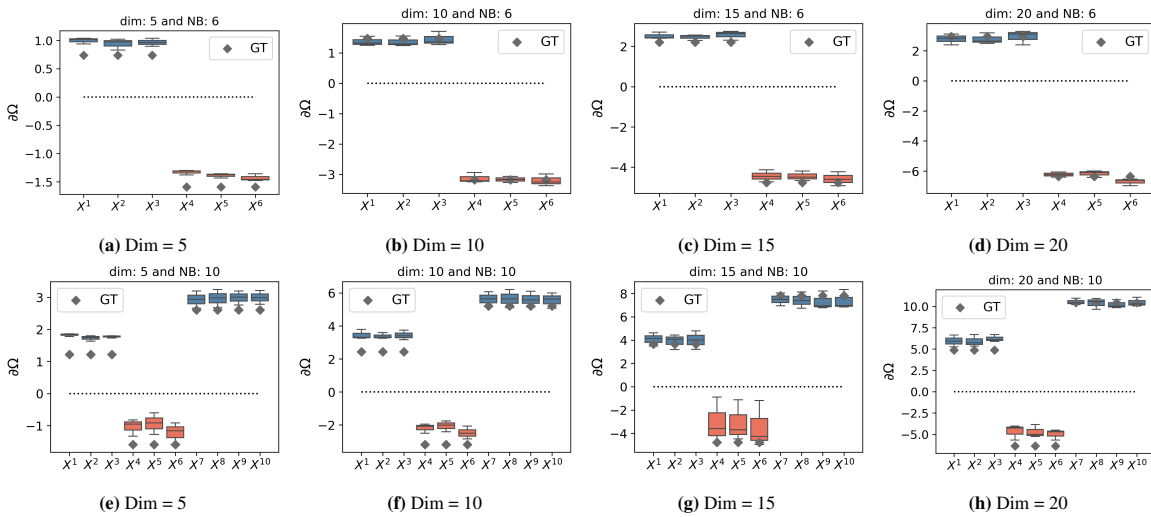 dim: 5 and NB: 6
GT
1.0
0.5
0.0
−0.5
−1.0
−1.5
∂Ω
X¹ X² X³ X⁴ X⁵ X⁶
(a) Dim = 5
dim: 10 and NB: 6
GT
1
0
−1
−2
−3
∂Ω
X¹ X² X³ X⁴ X⁵ X⁶
(b) Dim = 10
dim: 15 and NB: 6
GT
2
0
−2
−4
∂Ω
X¹ X² X³ X⁴ X⁵ X⁶
(c) Dim = 15
dim: 20 and NB: 6
GT
2
0
−2
−4
−6
∂Ω
X¹ X² X³ X⁴ X⁵ X⁶
(d) Dim = 20
dim: 5 and NB: 10
GT
3
2
1
0
−1
∂Ω
X¹ X² X³ X⁴ X⁵ X⁶ X⁷ X⁸ X⁹ X¹⁰
(e) Dim = 5
dim: 10 and NB: 10
GT
6
4
2
0
−2
∂Ω
X¹ X² X³ X⁴ X⁵ X⁶ X⁷ X⁸ X⁹ X¹⁰
(f) Dim = 10
dim: 15 and NB: 10
GT
8
6
4
2
0
−2
−4
∂Ω
X¹ X² X³ X⁴ X⁵ X⁶ X⁷ X⁸ X⁹ X¹⁰
(g) Dim = 15
dim: 20 and NB: 10
GT
10.0
7.5
5.0
2.5
0.0
−2.5
−5.0
∂Ω
X¹ X² X³ X⁴ X⁵ X⁶ X⁷ X⁸ X⁹ X¹⁰
(h) Dim = 20